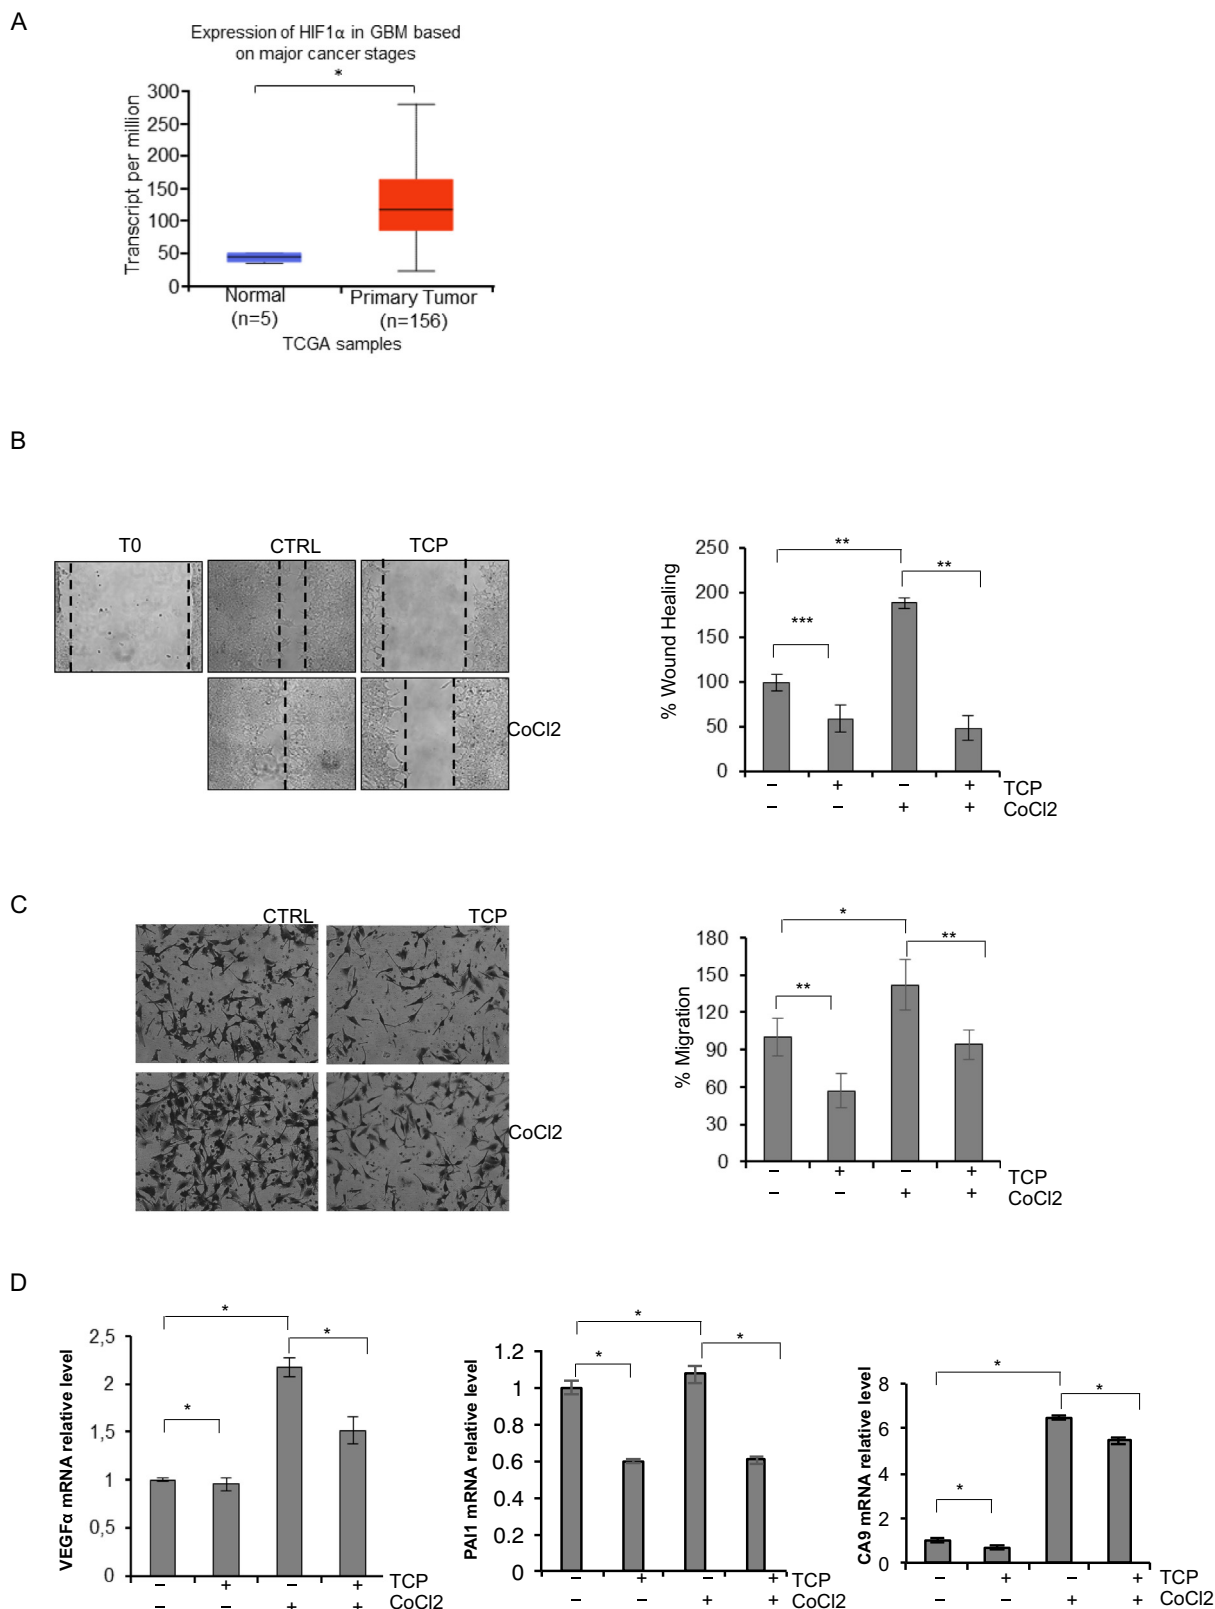 A
Expression of HIF1α in GBM based
on major cancer stages
*
Transcript per million
300
250
200
150
100
50
0
Normal
(n=5)
Primary Tumor
(n=156)
TCGA samples
B
T0 CTRL TCP
CoCl2
% Wound Healing
250
200
150
100
50
0
** ** ***
– + – + TCP
– – + + CoCl2
C
CTRL TCP
CoCl2
% Migration
180
150
120
90
60
30
0
* ** **
– + – + TCP
– – + + CoCl2
D
VEGFα mRNA relative level
2,5
2
1,5
1
0,5
0
* * *
– + – + TCP
– – + + CoCl2
PAI1 mRNA relative level
1.2
1
0.8
0.6
0.4
0.2
0
* * *
– + – + TCP
– – + + CoCl2
CA9 mRNA relative level
8
6
4
2
0
* * *
– + – + TCP
– – + + CoCl2